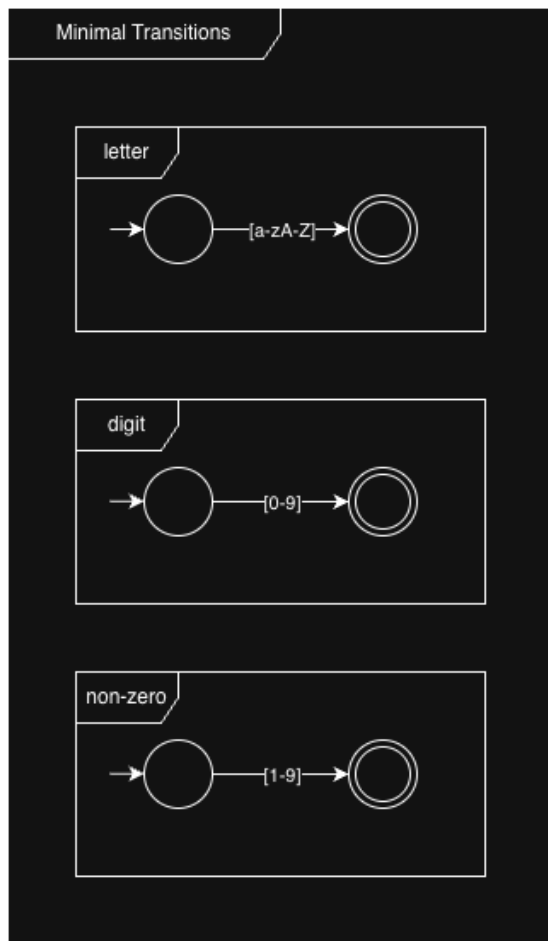 Minimal Transitions
letter
[a-zA-Z]
digit
[0-9]
non-zero
[1-9]